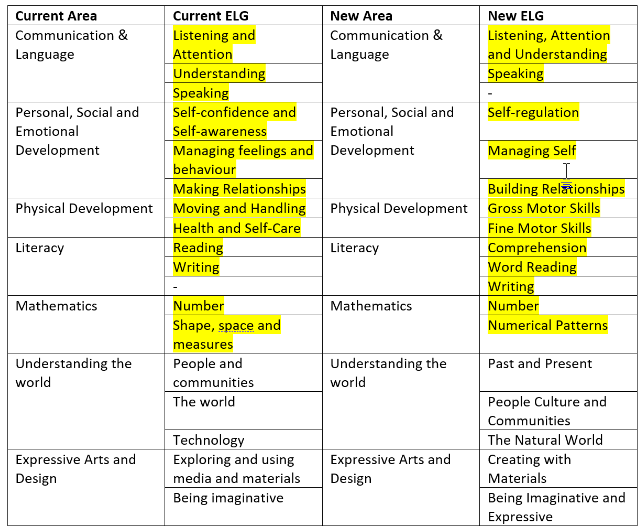 Current Area Current ELG New Area New ELG
Communication & Listening and Communication & Listening, Attention
Language Attention Language and Understanding
Understanding Speaking
Speaking -
Personal, Social and Self-confidence and Personal, Social and Self-regulation
Emotional Self-awareness Emotional
Development Managing feelings and Development Managing Self
behaviour
Making Relationships Building Relationships
Physical Development Moving and Handling Physical Development Gross Motor Skills
Health and Self-Care Fine Motor Skills
Literacy Reading Literacy Comprehension
Writing Word Reading
- Writing
Mathematics Number Mathematics Number
Shape, space and Numerical Patterns
measures
Understanding the People and Understanding the Past and Present
world communities world
The world People Culture and
Communities
Technology The Natural World
Expressive Arts and Exploring and using Expressive Arts and Creating with
Design media and materials Design Materials
Being imaginative Being Imaginative and
Expressive